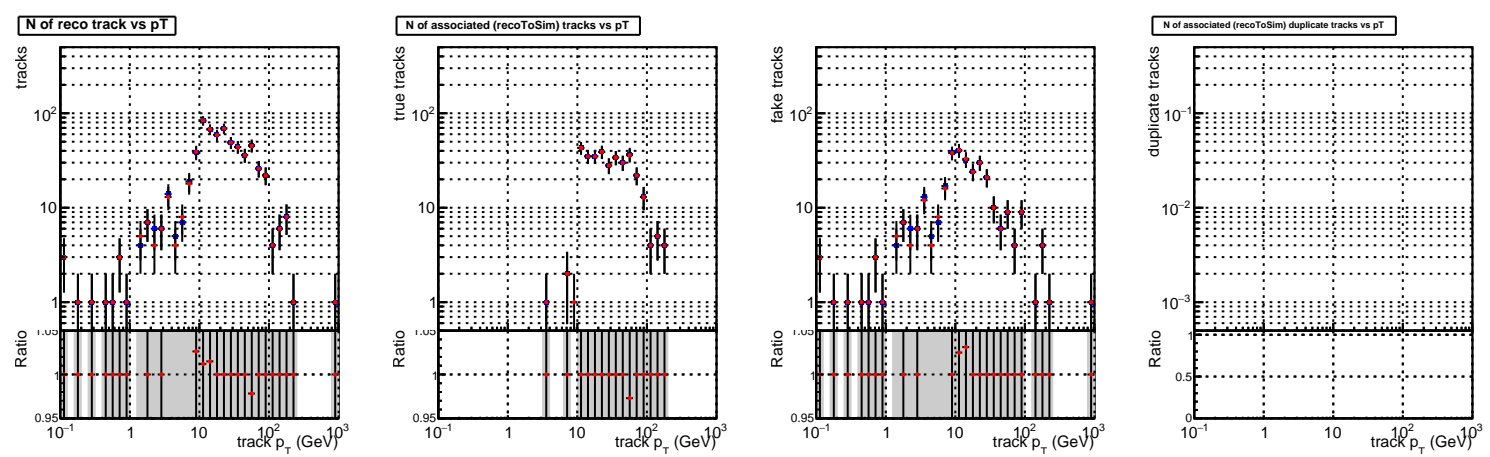 N of reco track vs pT
tracks
10²
10
1
Ratio
1.05
1
0.95
10⁻¹ 1 10 10² 10³
track p_T (GeV)
N of associated (recoToSim) tracks vs pT
true tracks
10²
10
1
Ratio
1.05
1
0.95
10⁻¹ 1 10 10² 10³
track p_T (GeV)
fake tracks
10²
10
1
Ratio
1.05
1
0.95
10⁻¹ 1 10 10² 10³
track p_T (GeV)
N of associated (recoToSim) duplicate tracks vs pT
duplicate tracks
10⁻¹
10⁻²
10⁻³
Ratio
1
0.5
0
10⁻¹ 1 10 10² 10³
track p_T (GeV)